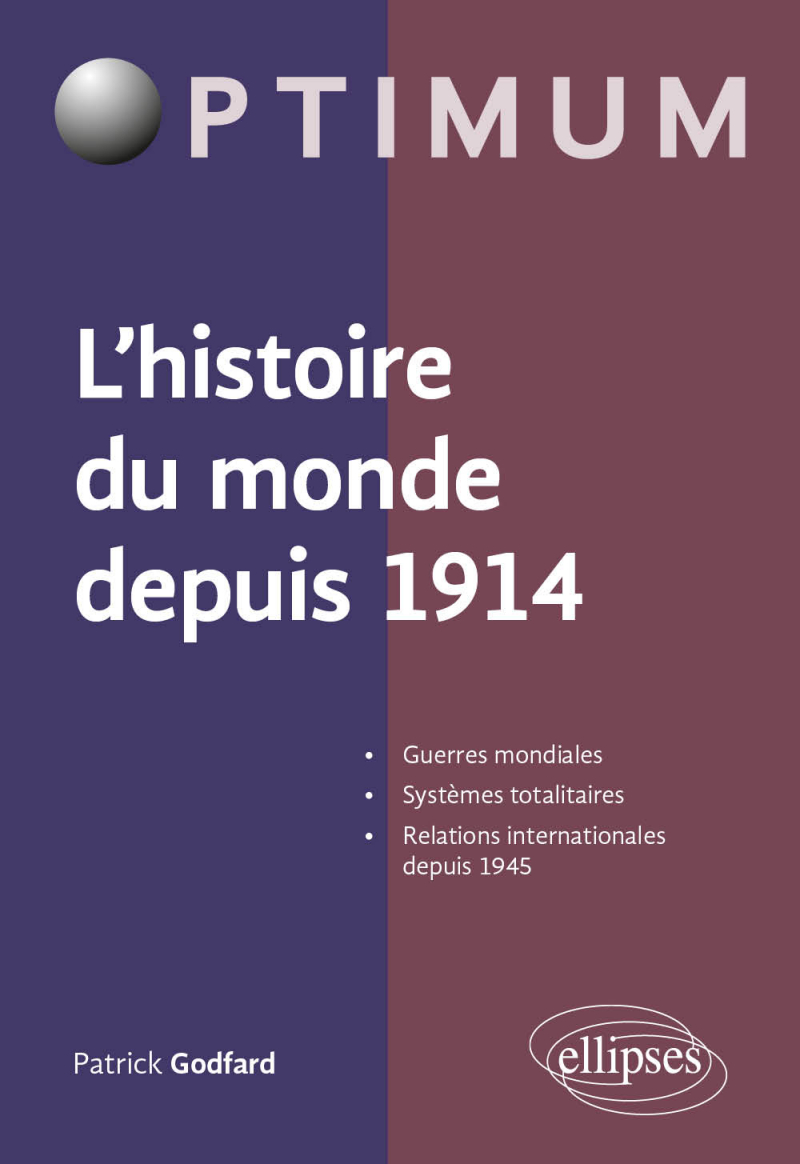 OPTIMUM
L'histoire
du monde
depuis 1914
• Guerres mondiales
• Systèmes totalitaires
• Relations internationales
depuis 1945
Patrick Godfard
ellipses